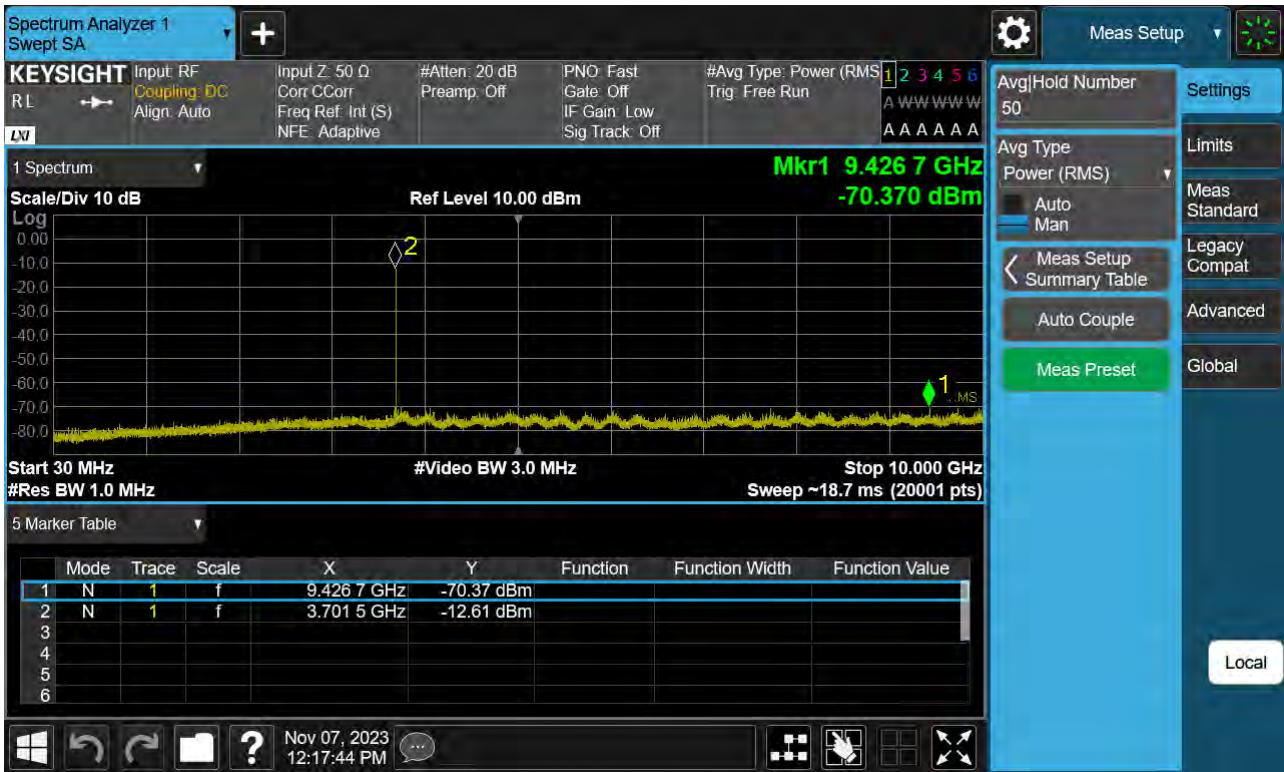 Spectrum Analyzer 1
Swept SA
Meas Setup
KEYSIGHT
RL
LXI
Input: RF
Coupling: DC
Align: Auto
Input Z: 50 Ω
Corr CCorr
Freq Ref: Int (S)
NFE: Adaptive
#Atten: 20 dB
Preamp: Off
PNO: Fast
Gate: Off
IF Gain: Low
Sig Track: Off
#Avg Type: Power (RMS
Trig: Free Run
1 2 3 4 5 6
A W W W W W
A A A A A A
1 Spectrum
Scale/Div 10 dB
Ref Level 10.00 dBm
Mkr1 9.426 7 GHz
-70.370 dBm
Log
0.00
-10.0
-20.0
-30.0
-40.0
-50.0
-60.0
-70.0
-80.0
2
1
Start 30 MHz
#Res BW 1.0 MHz
#Video BW 3.0 MHz
Stop 10.000 GHz
Sweep ~18.7 ms (20001 pts)
5 Marker Table
Mode Trace Scale X Y Function Function Width Function Value
1 N 1 f 9.426 7 GHz -70.37 dBm
2 N 1 f 3.701 5 GHz -12.61 dBm
3
4
5
6
Nov 07, 2023
12:17:44 PM
Avg|Hold Number
50
Avg Type
Power (RMS)
Auto
Man
Meas Setup
Summary Table
Auto Couple
Meas Preset
Settings
Limits
Meas
Standard
Legacy
Compat
Advanced
Global
Local